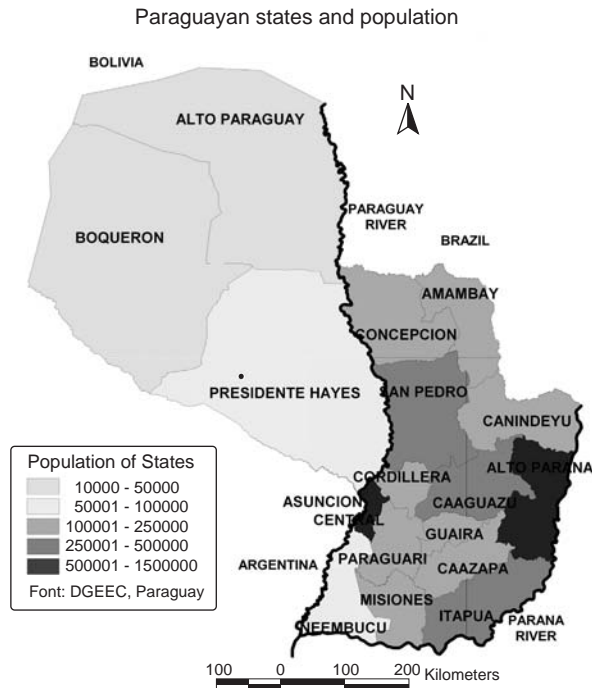 Paraguayan states and population
BOLIVIA
N
ALTO PARAGUAY
PARAGUAY
RIVER
BOQUERON
BRAZIL
AMAMBAY
CONCEPCION
PRESIDENTE HAYES
SAN PEDRO
CANINDEYU
Population of States
10000 - 50000
50001 - 100000
100001 - 250000
250001 - 500000
500001 - 1500000
Font: DGEEC, Paraguay
ALTO PARANA
CORDILLERA
ASUNCION
CENTRAL
CAAGUAZU
GUAIRA
ARGENTINA
PARAGUARI
CAAZAPA
MISIONES
ITAPUA
PARANA
RIVER
NEEMBUCU
100 0 100 200 Kilometers